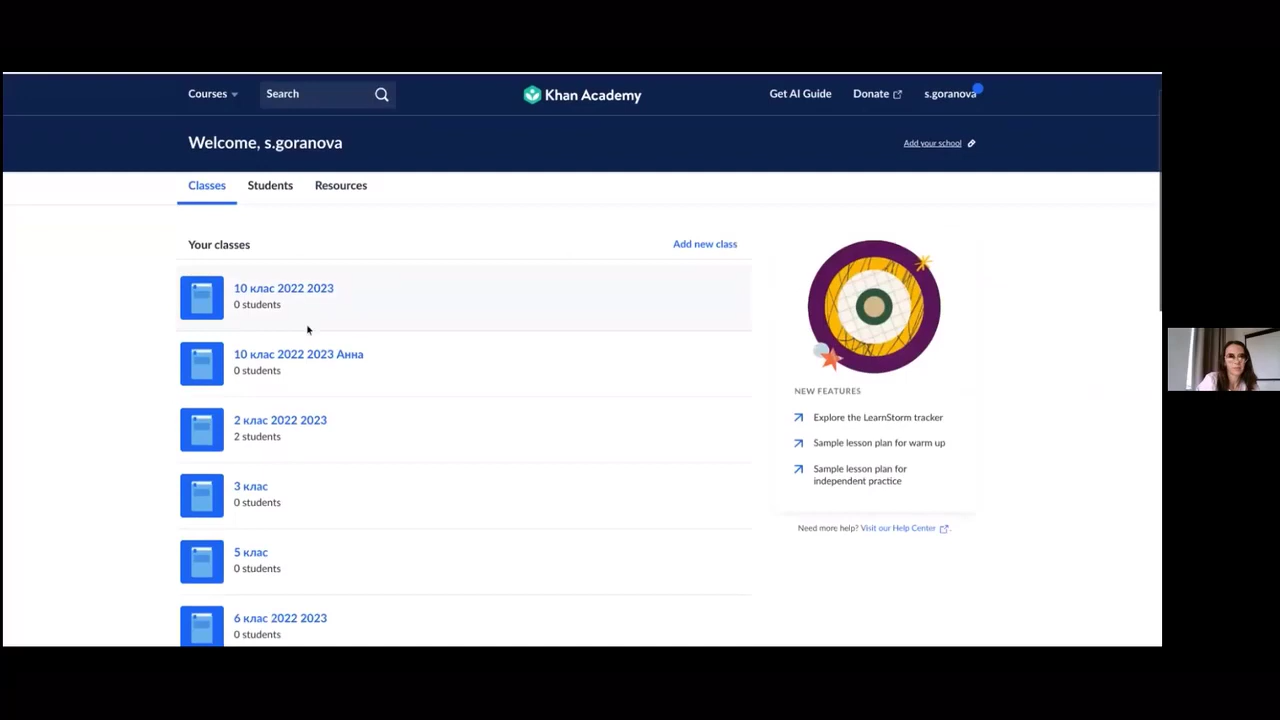 Courses
Search
Khan Academy
Get AI Guide
Donate
s.goranova
Welcome, s.goranova
Add your school
Classes
Students
Resources
Your classes
Add new class
10 клас 2022 2023
0 students
10 клас 2022 2023 Анна
0 students
2 клас 2022 2023
2 students
3 клас
0 students
5 клас
0 students
6 клас 2022 2023
0 students
NEW FEATURES
Explore the LearnStorm tracker
Sample lesson plan for warm up
Sample lesson plan for
independent practice
Need more help? Visit our Help Center.